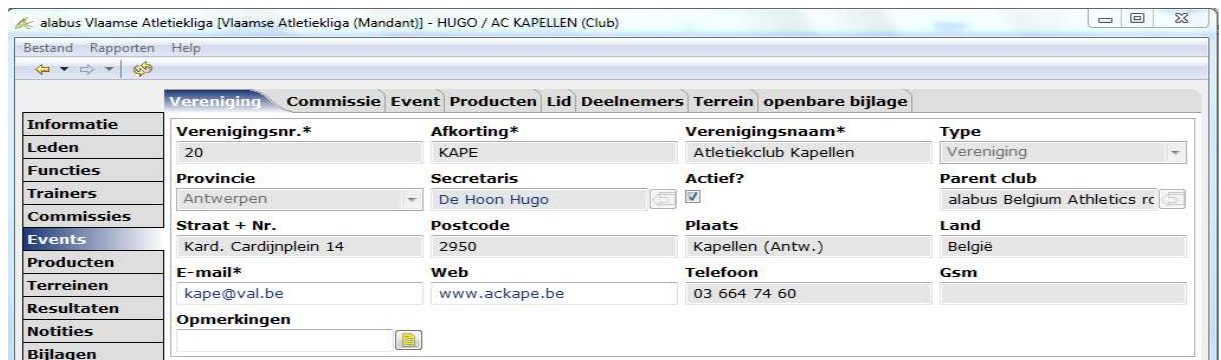 alabus Vlaamse Atletiekliga [Vlaamse Atletiekliga (Mandant)] - HUGO / AC KAPELLEN (Club)
Bestand Rapporten Help
Vereniging Commissie Event Producten Lid Deelnemers Terrein openbare bijlage
Informatie
Leden
Functies
Trainers
Commissies
Events
Producten
Terreinen
Resultaten
Notities
Bijlagen
Verenigingsnr.* Afkorting* Verenigingsnaam* Type
20 KAPE Atletiekclub Kapellen Vereniging
Provincie Secretaris Actief? Parent club
Antwerpen De Hoon Hugo alabus Belgium Athletics
Straat + Nr. Postcode Plaats Land
Kard. Cardijnplein 14 2950 Kapellen (Antw.) België
E-mail* Web Telefoon Gsm
kape@val.be www.ackape.be 03 664 74 60
Opmerkingen